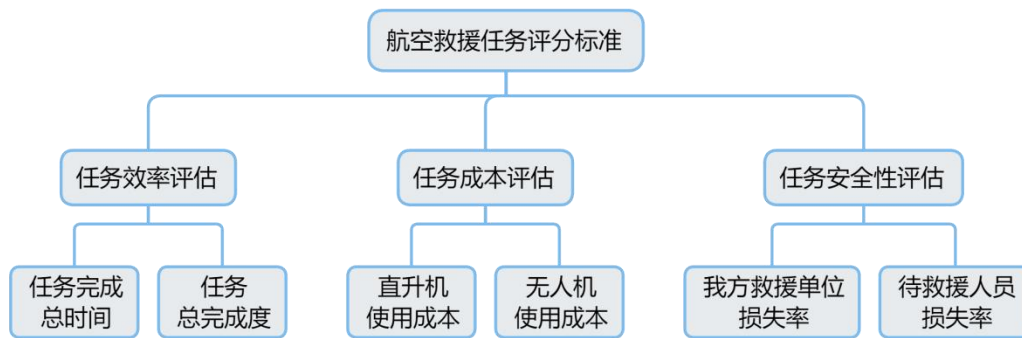 航空救援任务评分标准
任务效率评估
任务成本评估
任务安全性评估
任务完成
总时间
任务
总完成度
直升机
使用成本
无人机
使用成本
我方救援单位
损失率
待救援人员
损失率